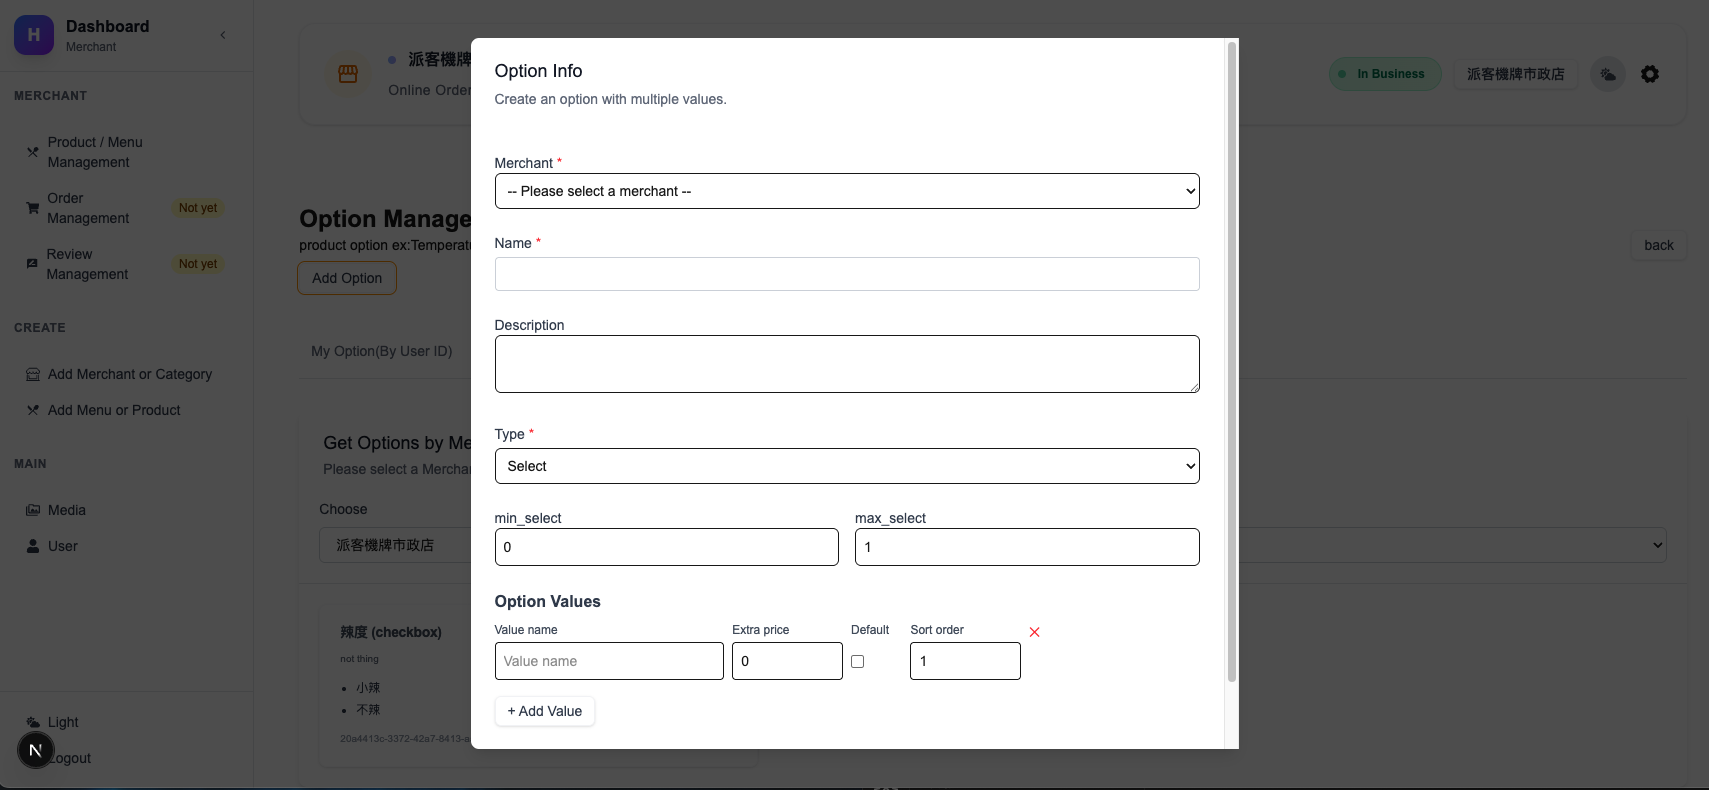 H
Dashboard
Merchant
MERCHANT
Product / Menu
Management
Order
Management
Not yet
Review
Management
Not yet
CREATE
Add Merchant or Category
Add Menu or Product
MAIN
Media
User
Light
N
ogout
派客機牌
Online Order
In Business
派客機牌市政店
Option Manage
product option ex:Temperatu
back
Add Option
My Option(By User ID)
Get Options by Me
Please select a Mercha
Choose
派客機牌市政店
辣度 (checkbox)
not thing
• 小辣
• 不辣
20a4413c-3372-42a7-8413-a
Option Info
Create an option with multiple values.
Merchant *
-- Please select a merchant --
Name *
Description
Type *
Select
min_select max_select
0 1
Option Values
Value name Extra price Default Sort order
Value name 0 1
+ Add Value